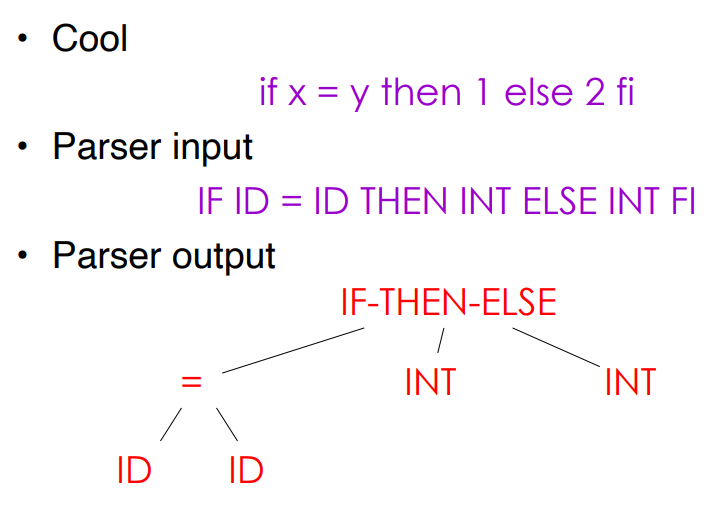 • Cool
if x = y then 1 else 2 fi
• Parser input
IF ID = ID THEN INT ELSE INT FI
• Parser output
IF-THEN-ELSE
= INT INT
ID ID